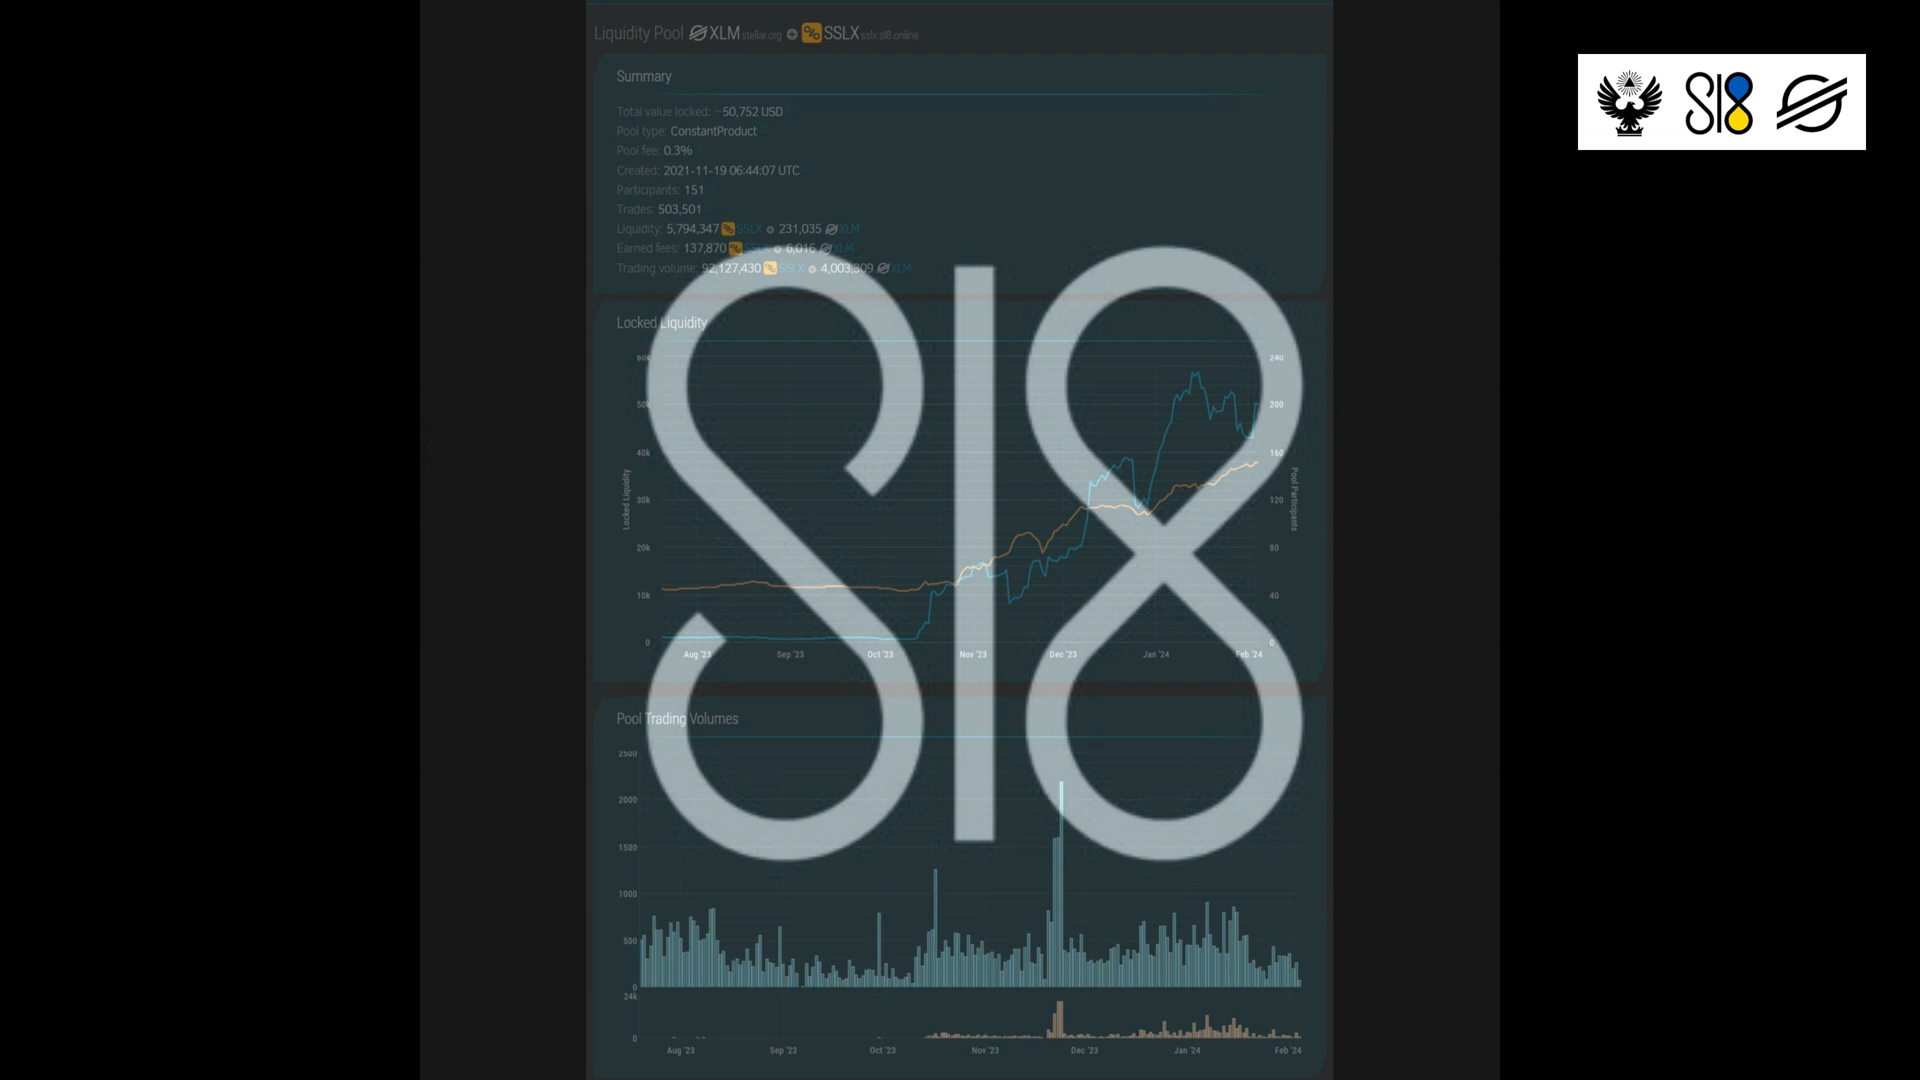 Liquidity Pool XLM stellar.org + SSLX sslx.sl8.online
Summary
Total value locked: ~50,752 USD
Pool type: ConstantProduct
Pool fee: 0.3%
Created: 2021-11-19 06:44:07 UTC
Participants: 151
Trades: 503,501
Liquidity: 5,794,347 SSLX 231,035 XLM
Earned fees: 137,870 SSLX 6,016 XLM
Trading volume: 92,127,430 SSLX 4,003,309 XLM
Sl8
Sl8
Locked Liquidity
60k 240
50k 200
40k 160
30k 120
20k 80
10k 40
0 0
Locked Liquidity
Pool Participants
Aug '23 Sep '23 Oct '23 Nov '23 Dec '23 Jan '24 Feb '24
Pool Trading Volumes
2500
2000
1500
1000
500
0
24k
0
Aug '23 Sep '23 Oct '23 Nov '23 Dec '23 Jan '24 Feb '24